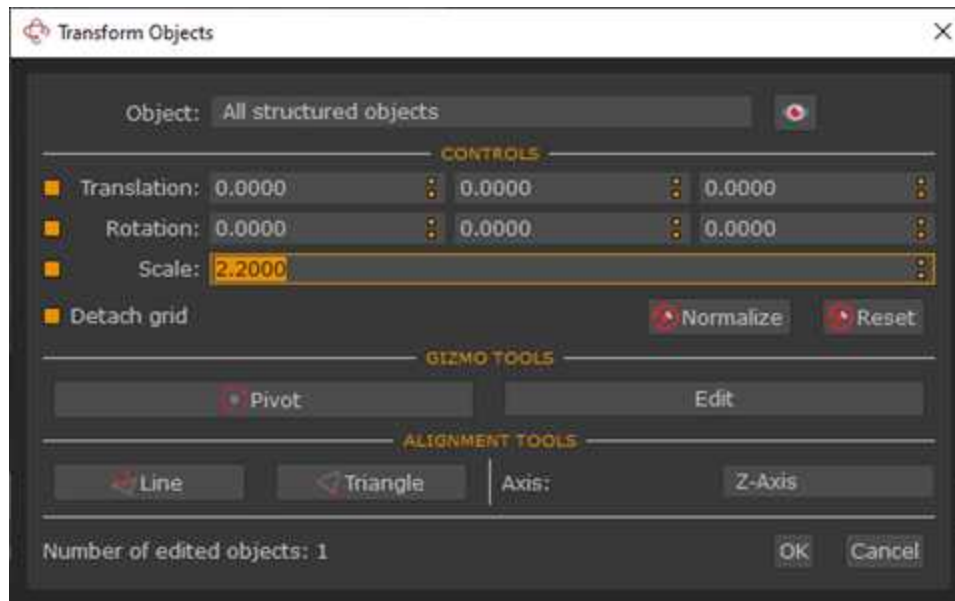 Transform Objects
Object: All structured objects
CONTROLS
Translation: 0.0000 0.0000 0.0000
Rotation: 0.0000 0.0000 0.0000
Scale: 2.2000
Detach grid Normalize Reset
GIZMO TOOLS
Pivot Edit
ALIGNMENT TOOLS
Line Triangle Axis: Z-Axis
Number of edited objects: 1 OK Cancel